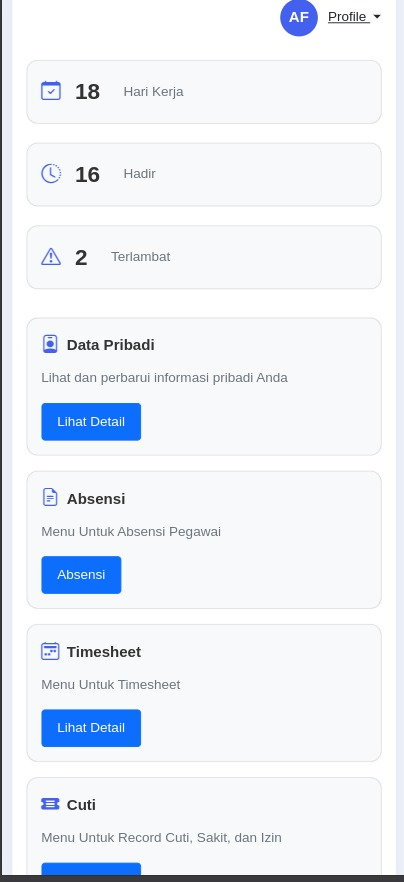 AF Profile
18 Hari Kerja
16 Hadir
2 Terlambat
Data Pribadi
Lihat dan perbarui informasi pribadi Anda
Lihat Detail
Absensi
Menu Untuk Absensi Pegawai
Absensi
Timesheet
Menu Untuk Timesheet
Lihat Detail
Cuti
Menu Untuk Record Cuti, Sakit, dan Izin